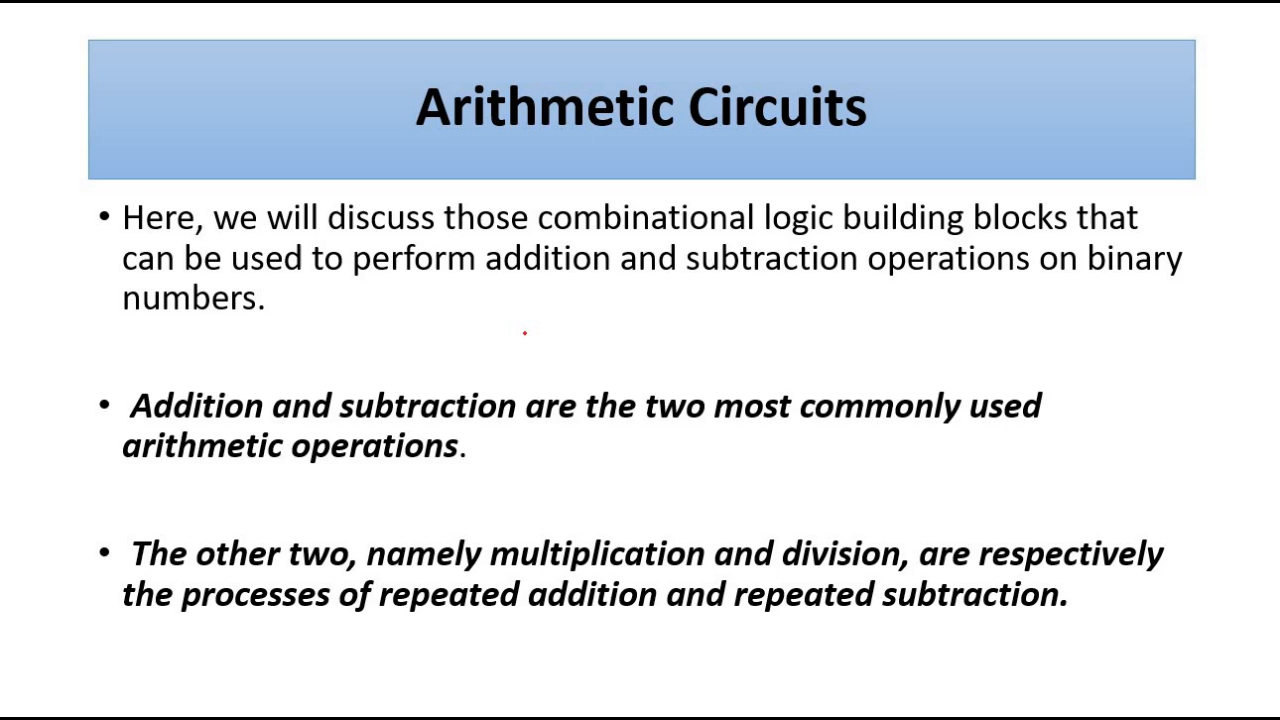 Arithmetic Circuits
• Here, we will discuss those combinational logic building blocks that
can be used to perform addition and subtraction operations on binary
numbers.
• Addition and subtraction are the two most commonly used
arithmetic operations.
• The other two, namely multiplication and division, are respectively
the processes of repeated addition and repeated subtraction.